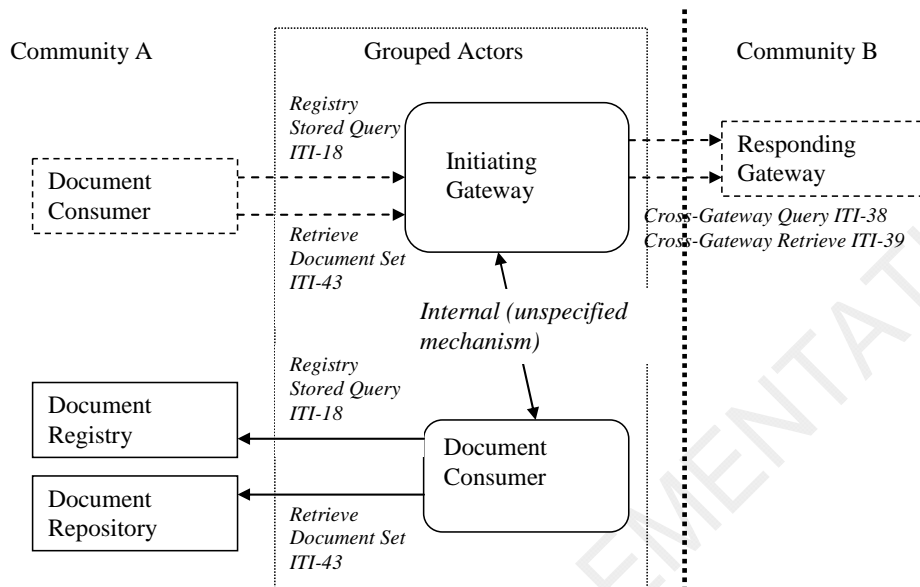 Community A
Grouped Actors
Community B
Registry
Stored Query
ITI-18
Initiating
Gateway
Responding
Gateway
Document
Consumer
Cross-Gateway Query ITI-38
Cross-Gateway Retrieve ITI-39
Retrieve
Document Set
ITI-43
Internal (unspecified
mechanism)
Registry
Stored Query
ITI-18
Document
Registry
Document
Consumer
Document
Repository
Retrieve
Document Set
ITI-43
EMENTATI